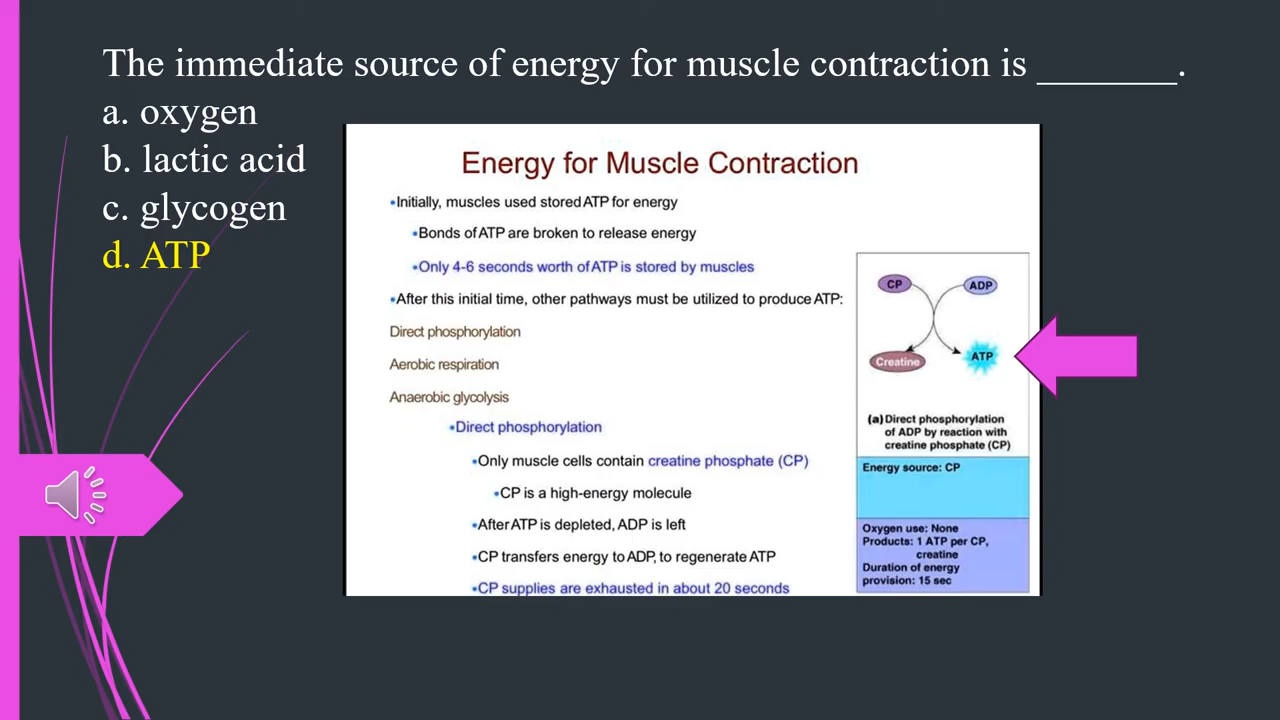 The immediate source of energy for muscle contraction is _______.
a. oxygen
b. lactic acid
c. glycogen
d. ATP
Energy for Muscle Contraction
•Initially, muscles used stored ATP for energy
•Bonds of ATP are broken to release energy
•Only 4-6 seconds worth of ATP is stored by muscles
•After this initial time, other pathways must be utilized to produce ATP:
Direct phosphorylation
Aerobic respiration
Anaerobic glycolysis
•Direct phosphorylation
•Only muscle cells contain creatine phosphate (CP)
•CP is a high-energy molecule
•After ATP is depleted, ADP is left
•CP transfers energy to ADP, to regenerate ATP
•CP supplies are exhausted in about 20 seconds
CP
ADP
Creatine
ATP
(a) Direct phosphorylation
of ADP by reaction with
creatine phosphate (CP)
Energy source: CP
Oxygen use: None
Products: 1 ATP per CP,
creatine
Duration of energy
provision: 15 sec